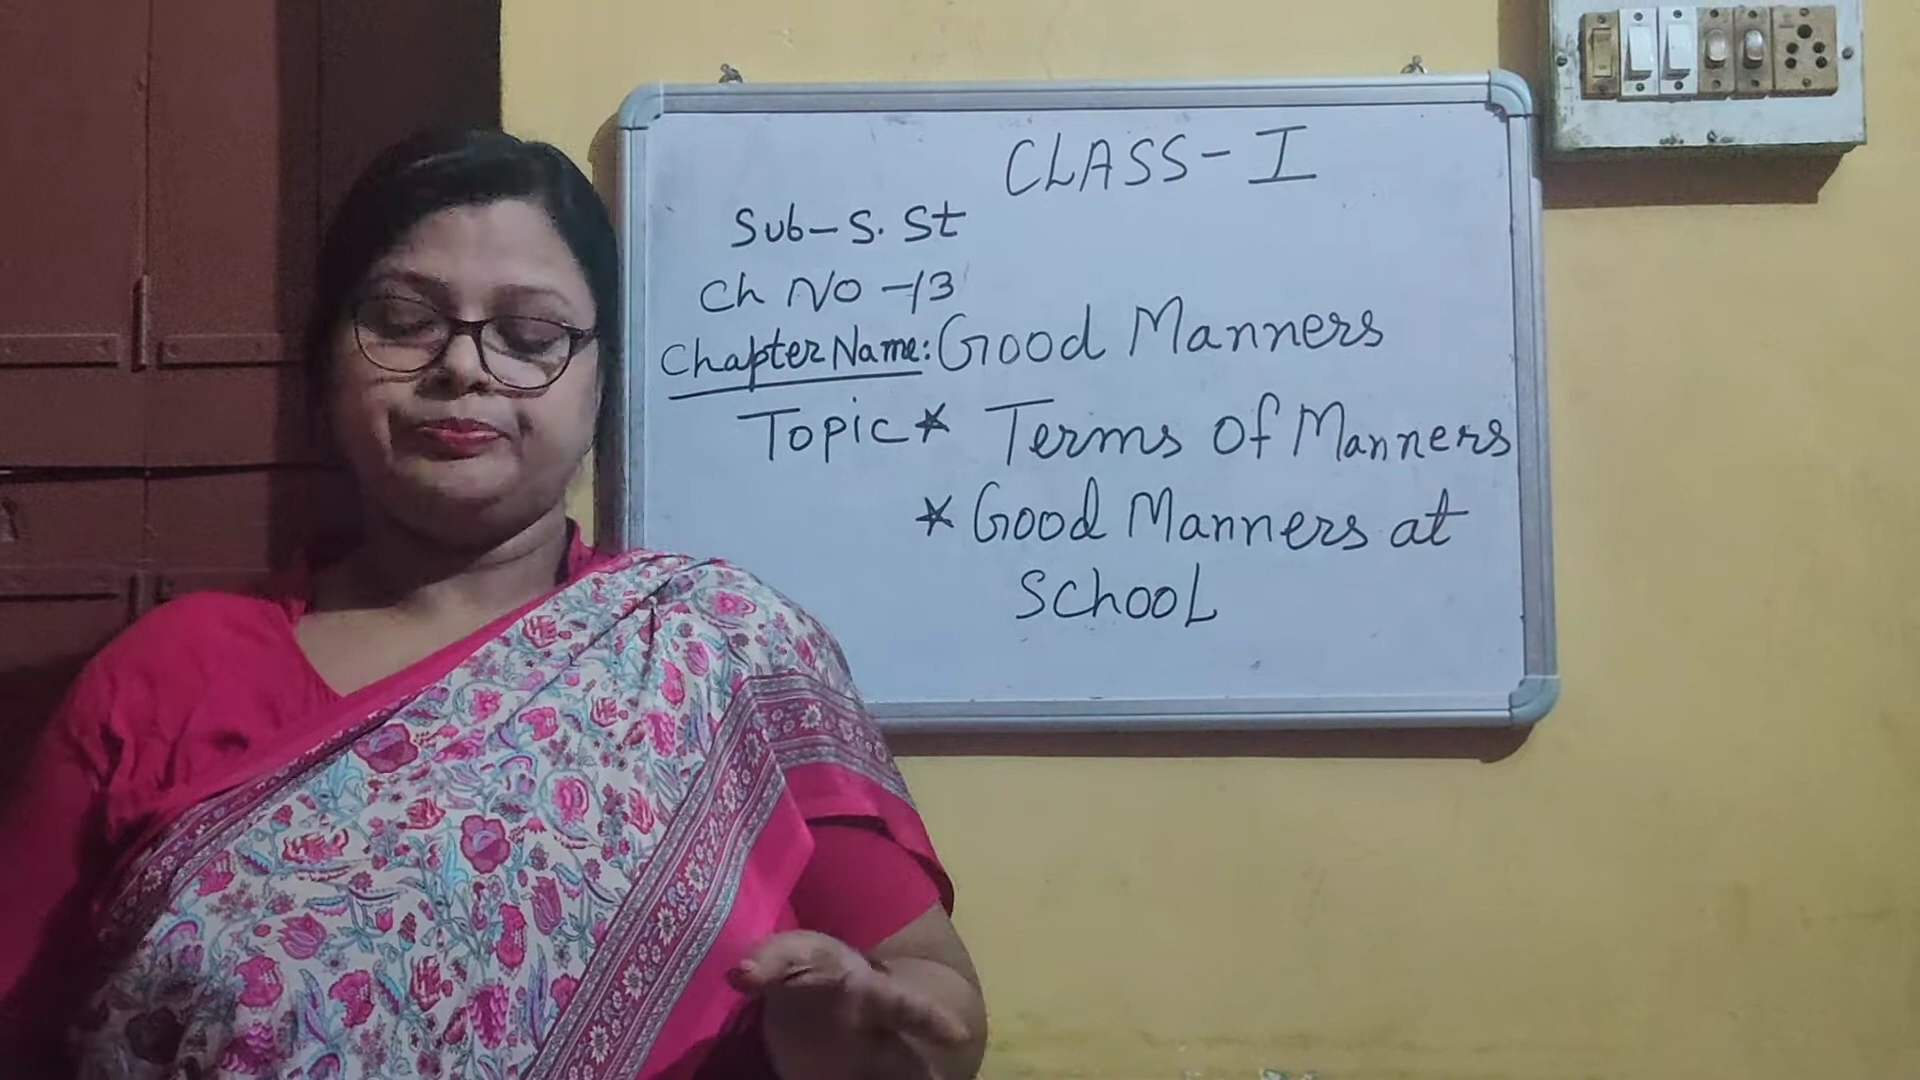 CLASS-I
Sub-S. St
Ch No-13
Chapter Name: Good Manners
Topic * Terms Of Manners
* Good Manners at
SchooL